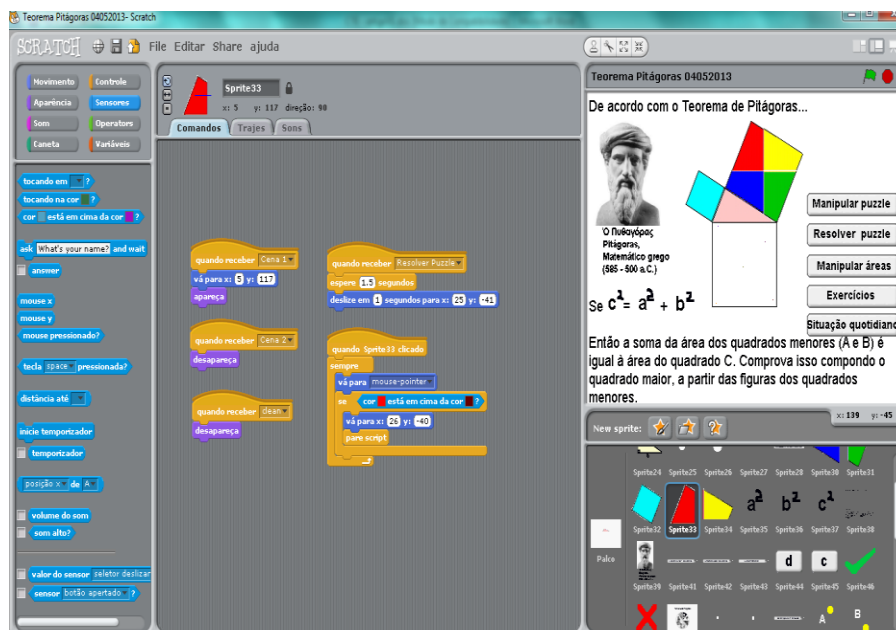 Teorema Pitágoras 04052013- Scratch
SCRATCH
File Editar Share ajuda
Movimento Controle
Aparência Sensores
Som Operators
Caneta Variáveis
tocando em ?
tocando na cor ?
cor está em cima da cor ?
ask What's your name? and wait
answer
mouse x
mouse y
mouse pressionado?
tecla space pressionada?
distância até
inicie temporizador
temporizador
posição x de A
volume do som
som alto?
valor do sensor seletor deslizan
sensor botão apertado ?
Sprite33
x: 5 y: 117 direção: 90
Comandos Trajes Sons
quando receber Cena 1
vá para x: 5 y: 117
apareça
quando receber Cena 2
desapareça
quando receber clean
desapareça
quando receber Resolver Puzzle
espere 1.5 segundos
deslize em 1 segundos para x: 25 y: -41
quando Sprite33 clicado
sempre
vá para mouse-pointer
se cor está em cima da cor ?
vá para x: 26 y: -40
pare script
Teorema Pitágoras 04052013
De acordo com o Teorema de Pitágoras...
Ὁ Πυθαγόρας
Pitágoras,
Matemático grego
(585 - 500 a.C.)
Manipular puzzle
Resolver puzzle
Manipular áreas
Exercícios
Situação quotidiano
Se c²= a² + b²
Então a soma da área dos quadrados menores (A e B) é
igual à área do quadrado C. Comprova isso compondo o
quadrado maior, a partir das figuras dos quadrados
menores.
x: 139 y: -45
New sprite:
Sprite24 Sprite25 Sprite26 Sprite27 Sprite28 Sprite30 Sprite31
a² b² c²
Sprite32 Sprite33 Sprite34 Sprite35 Sprite36 Sprite37 Sprite38
Palco
d c
Sprite39 Sprite41 Sprite42 Sprite43 Sprite44 Sprite45 Sprite46
A B